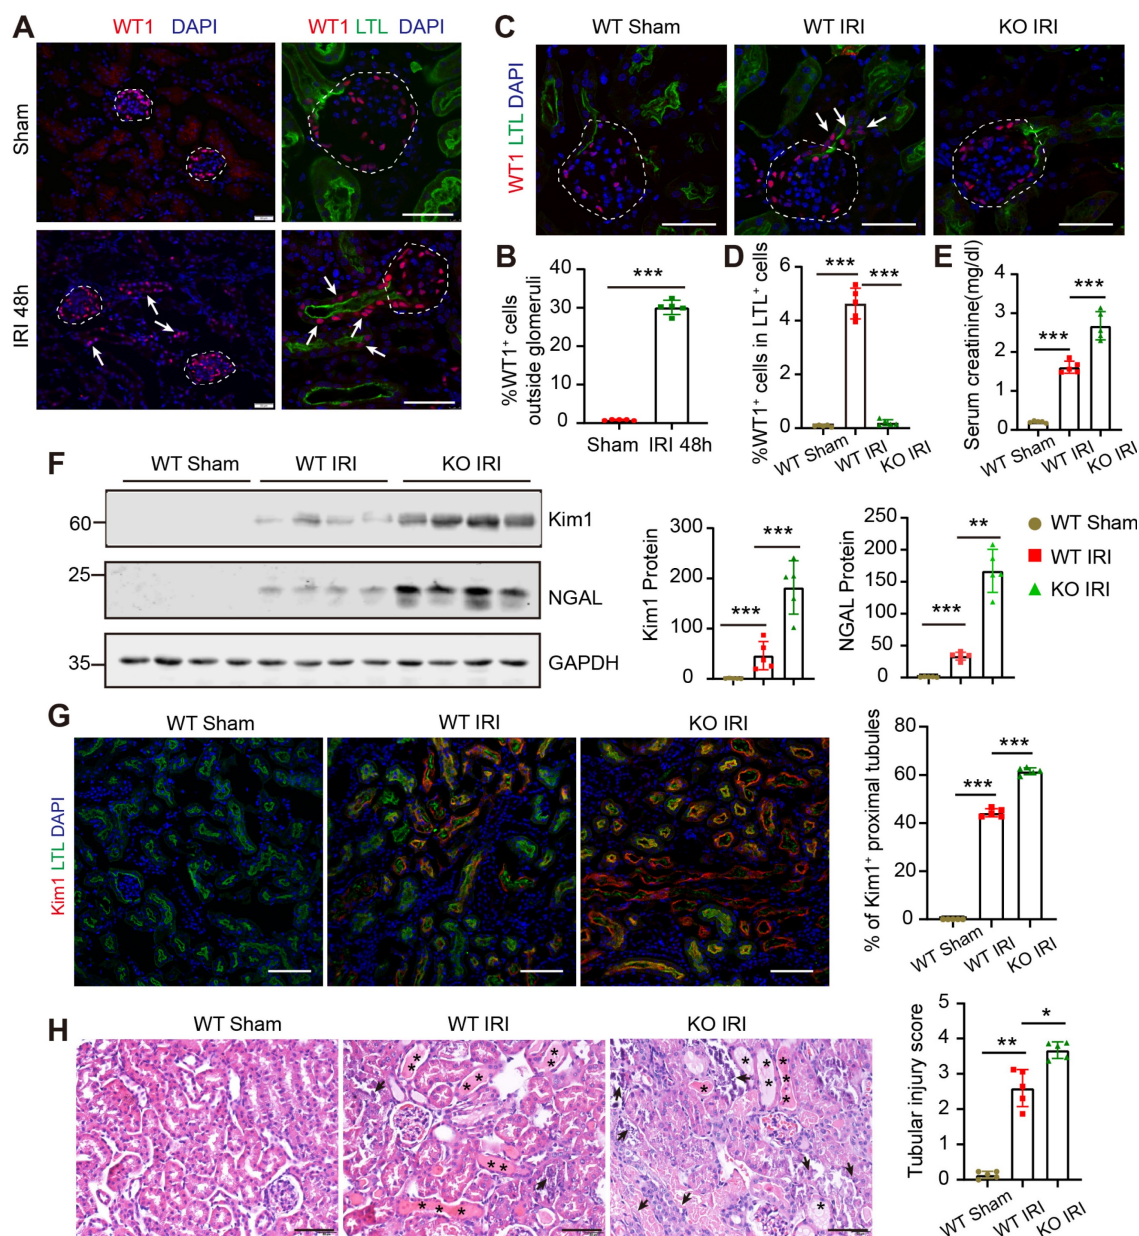 A
WT1 DAPI
WT1 LTL DAPI
Sham
IRI 48h
C
WT Sham
WT IRI
KO IRI
WT1 LTL DAPI
B
%WT1+ cells
outside glomeruli
40
30
20
10
0
***
Sham
IRI 48h
D
%WT1+ cells in LTL+ cells
6
4
2
0
***
***
WT Sham
WT IRI
KO IRI
E
Serum creatinine(mg/dl)
4
3
2
1
0
***
***
WT Sham
WT IRI
KO IRI
F
WT Sham
WT IRI
KO IRI
60
Kim1
25
NGAL
35
GAPDH
Kim1 Protein
300
200
100
0
***
***
NGAL Protein
250
200
150
100
50
0
***
**
WT Sham
WT IRI
KO IRI
G
WT Sham
WT IRI
KO IRI
Kim1 LTL DAPI
% of Kim1+ proximal tubules
80
60
40
20
0
***
***
WT Sham
WT IRI
KO IRI
H
WT Sham
WT IRI
KO IRI
Tubular injury score
5
4
3
2
1
0
**
*
WT Sham
WT IRI
KO IRI